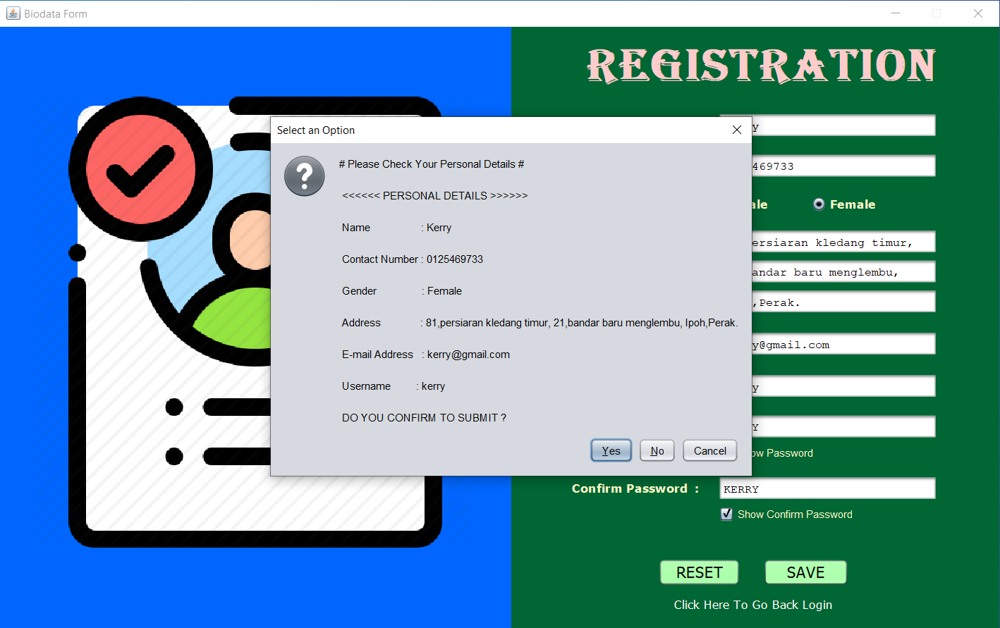 Biodata Form
REGISTRATION
Select an Option
# Please Check Your Personal Details #
<<<<<< PERSONAL DETAILS >>>>>>
Name : Kerry
Contact Number : 0125469733
Gender : Female
Address : 81,persiaran kledang timur, 21,bandar baru menglembu, Ipoh,Perak.
E-mail Address : kerry@gmail.com
Username : kerry
DO YOU CONFIRM TO SUBMIT ?
Yes No Cancel
y
469733
ale Female
ersiaran kledang timur,
andar baru menglembu,
,Perak.
y@gmail.com
y
Y
ow Password
Confirm Password : KERRY
Show Confirm Password
RESET SAVE
Click Here To Go Back Login